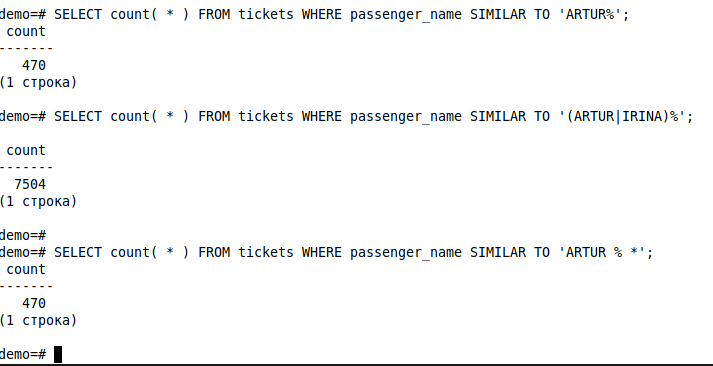 demo=# SELECT count( * ) FROM tickets WHERE passenger_name SIMILAR TO 'ARTUR%';
count
-------
470
(1 строка)
demo=# SELECT count( * ) FROM tickets WHERE passenger_name SIMILAR TO '(ARTUR|IRINA)%';
count
-------
7504
(1 строка)
demo=#
demo=# SELECT count( * ) FROM tickets WHERE passenger_name SIMILAR TO 'ARTUR % *';
count
-------
470
(1 строка)
demo=#